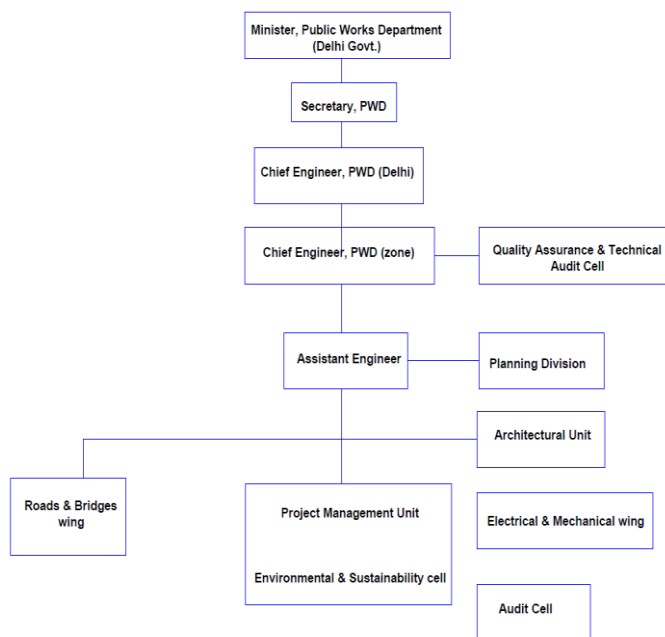 Minister, Public Works Department
(Delhi Govt.)
Secretary, PWD
Chief Engineer, PWD (Delhi)
Chief Engineer, PWD (zone)
Quality Assurance & Technical
Audit Cell
Assistant Engineer
Planning Division
Architectural Unit
Roads & Bridges
wing
Project Management Unit
Electrical & Mechanical wing
Environmental & Sustainability cell
Audit Cell